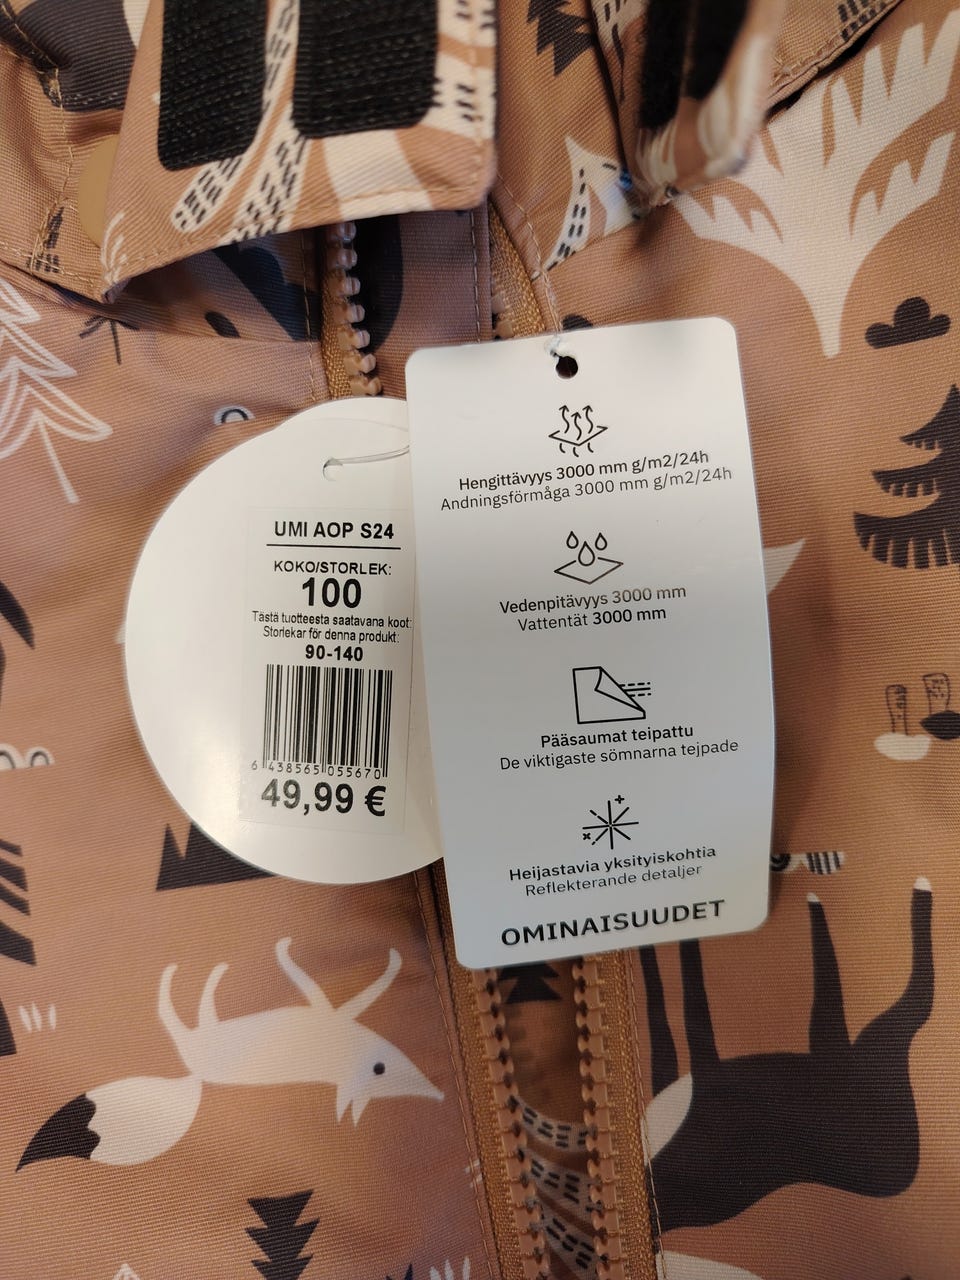 UMI AOP S24
KOKO/STORLEK:
100
Tästä tuotteesta saatavana koot:
Storlekar för denna produkt:
90-140
6 438565 055670
49,99 €
Hengittävyys 3000 mm g/m2/24h
Andningsförmåga 3000 mm g/m2/24h
Vedenpitävyys 3000 mm
Vattentät 3000 mm
Pääsaumat teipattu
De viktigaste sömnarna tejpade
Heijastavia yksityiskohtia
Reflekterande detaljer
OMINAISUUDET